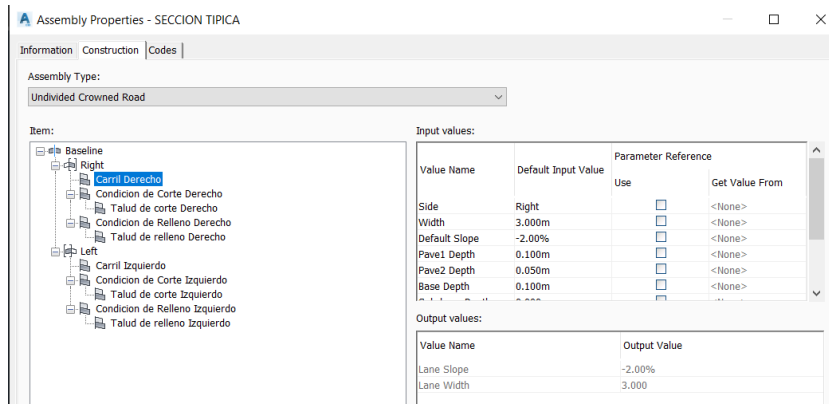 Assembly Properties - SECCION TIPICA
Information Construction Codes
Assembly Type:
Undivided Crowned Road
Item:
Baseline
Right
Carril Derecho
Condicion de Corte Derecho
Talud de corte Derecho
Condicion de Relleno Derecho
Talud de relleno Derecho
Left
Carril Izquierdo
Condicion de Corte Izquierdo
Talud de corte Izquierdo
Condicion de Relleno Izquierdo
Talud de relleno Izquierdo
Input values:
Value Name Default Input Value Parameter Reference
Use Get Value From
Side Right <None>
Width 3.000m <None>
Default Slope -2.00% <None>
Pave1 Depth 0.100m <None>
Pave2 Depth 0.050m <None>
Base Depth 0.100m <None>
Output values:
Value Name Output Value
Lane Slope -2.00%
Lane Width 3.000